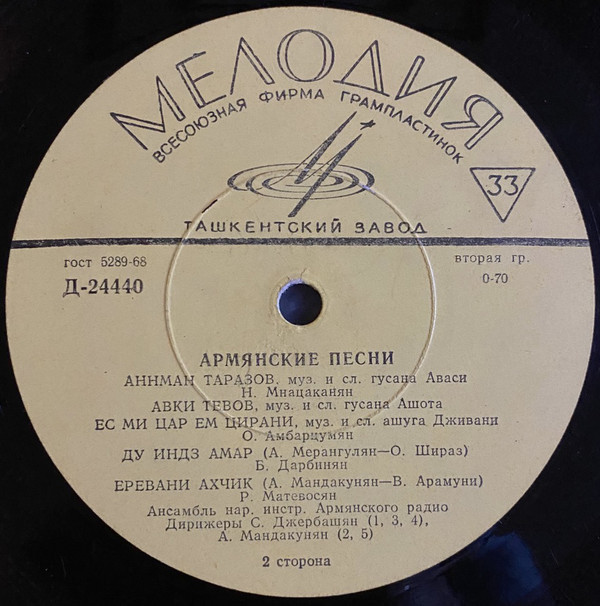 МЕЛОДИЯ
ВСЕСОЮЗНАЯ ФИРМА ГРАМПЛАСТИНОК
33
ТАШКЕНТСКИЙ ЗАВОД
гост 5289-68
вторая гр.
Д-24440
0-70
АРМЯНСКИЕ ПЕСНИ
АННМАН ТАРАЗОВ, муз. и сл. гусана Аваси
Н. Мнацаканян
АВКИ ТЕВОВ, муз. и сл. гусана Ашота
ЕС МИ ЦАР ЕМ ЦИРАНИ, муз. и сл. ашуга Дживани
О. Амбарцумян
ДУ ИНДЗ АМАР (А. Мерангулян—О. Шираз)
Б. Дарбинян
ЕРЕВАНИ АХЧИК (А. Мандакунян—В. Арамуни)
Р. Матевосян
Ансамбль нар. инстр. Армянского радио
Дирижеры С. Джербашян (1, 3, 4),
А. Мандакунян (2, 5)
2 сторона